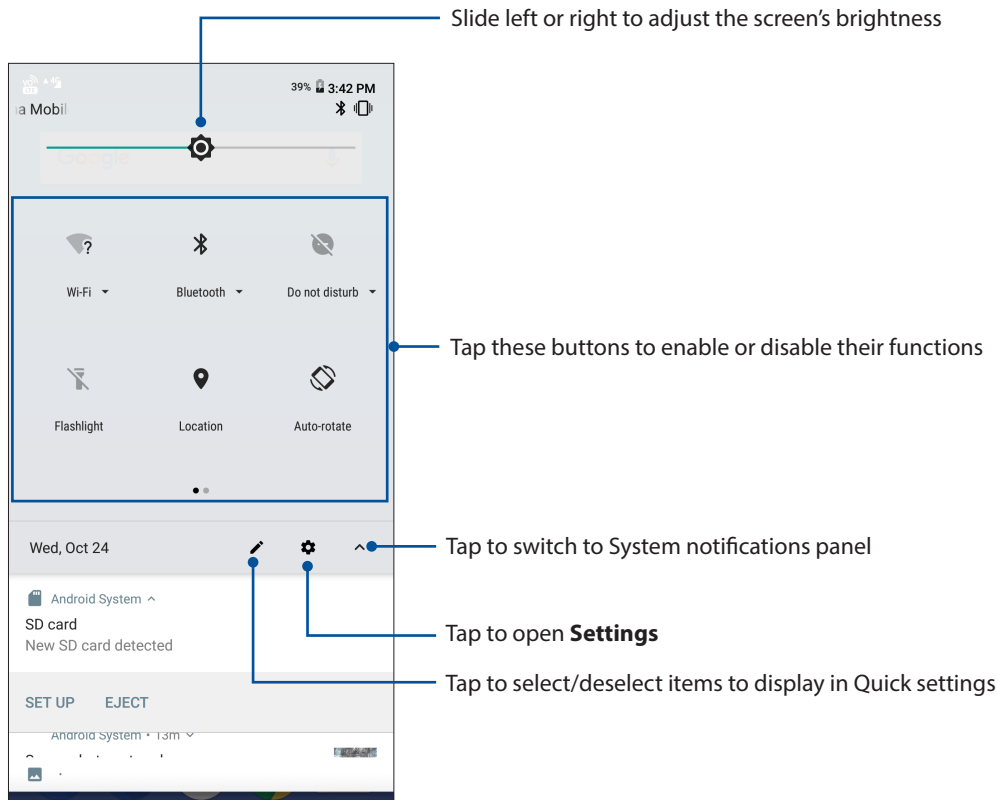 Slide left or right to adjust the screen's brightness
39% 3:42 PM
a Mobil
Google
?
Wi-Fi Bluetooth Do not disturb
Tap these buttons to enable or disable their functions
Flashlight Location Auto-rotate
Wed, Oct 24
Tap to switch to System notifications panel
Android System
SD card
New SD card detected
Tap to open Settings
Tap to select/deselect items to display in Quick settings
SET UP EJECT
Android System • 13m